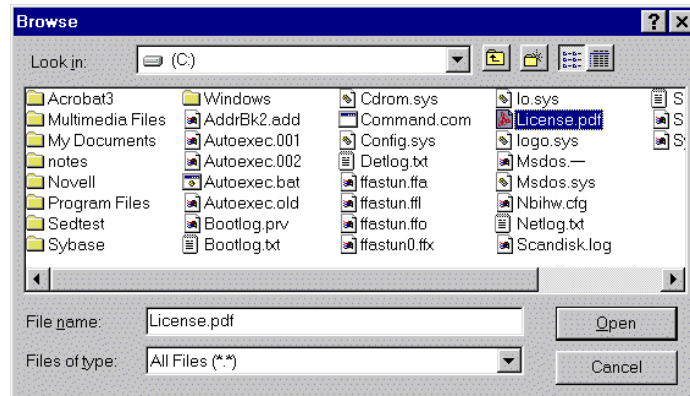 Browse
Look in: (C:)
Acrobat3 Windows Cdrom.sys Io.sys S
Multimedia Files AddrBk2.add Command.com License.pdf S
My Documents Autoexec.001 Config.sys logo.sys Sy
notes Autoexec.002 Detlog.txt Msdos.—
Novell Autoexec.bat ffastun.ffa Msdos.sys
Program Files Autoexec.old ffastun.ffl Nbihw.cfg
Sedtest Bootlog.prv ffastun.ffo Netlog.txt
Sybase Bootlog.txt ffastun0.ffx Scandisk.log
File name: License.pdf Open
Files of type: All Files (*.*) Cancel